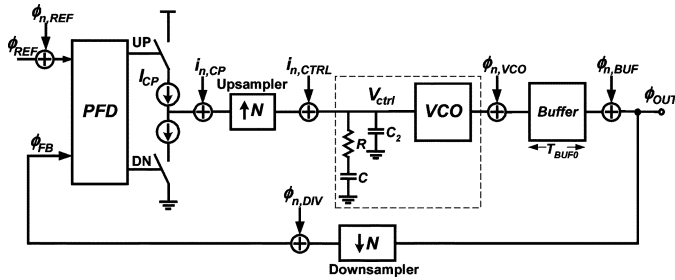 ϕn,REF
ϕREF
UP
ICP
in,CP
Upsampler
↑N
in,CTRL
Vctrl
VCO
R
C2
C
ϕn,VCO
Buffer
TBUF0
ϕn,BUF
ϕOUT
PFD
ϕFB
DN
ϕn,DIV
↓N
Downsampler